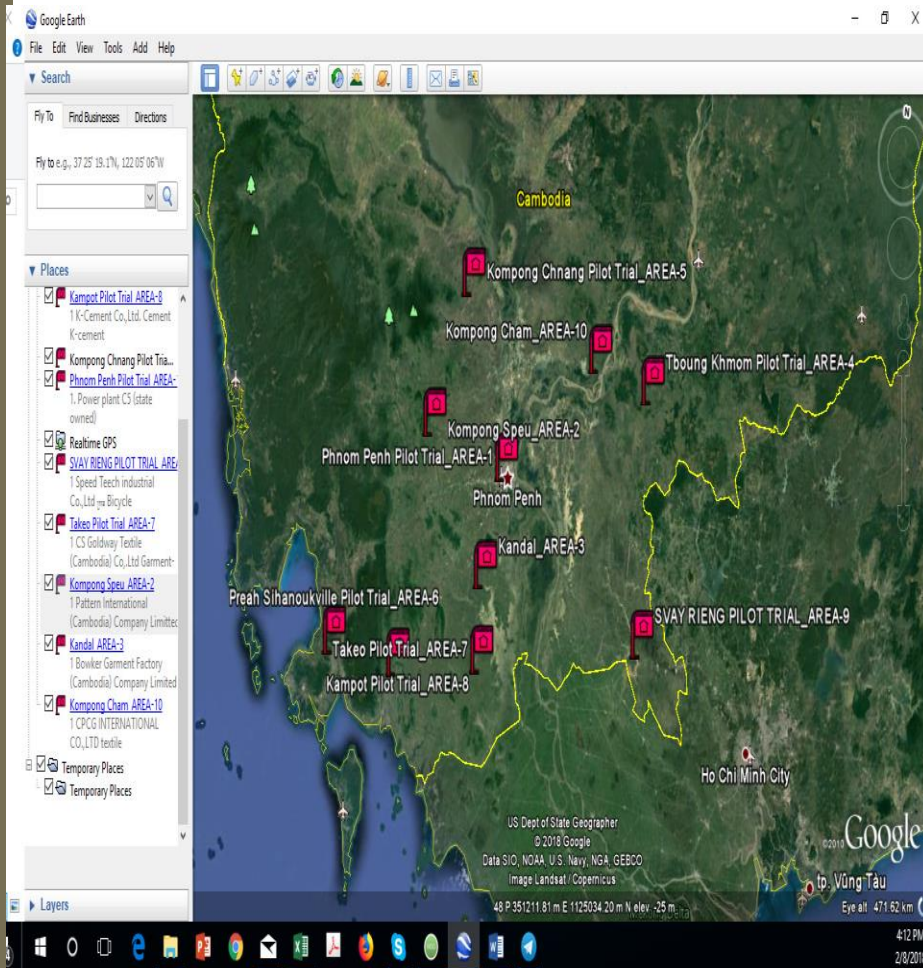 Google Earth
File Edit View Tools Add Help
Search
Fly To Find Businesses Directions
Fly to e.g., 37 25' 19.1"N, 122 05' 06"W
Places
Kampot Pilot Trial AREA-8
1 K-Cement Co.,Ltd. Cement
K-cement
Kompong Chnang Pilot Tria...
Phnom Penh Pilot Trial AREA-
1. Power plant C5 (state
owned)
Realtime GPS
SVAY RIENG PILOT TRIAL AREA
1 Speed Teech industrial
Co.,Ltd Bicycle
Takeo Pilot Trial AREA-7
1 CS Goldway Textile
(Cambodia) Co,.Ltd Garment-
Kompong Speu AREA-2
1 Pattern International
(Cambodia) Company Limitted
Kandal AREA-3
1 Bowker Garment Factory
(Cambodia) Company Limited
Kompong Cham AREA-10
1 CPCG INTERNATIONAL
CO.,LTD textile
Temporary Places
Temporary Places
Layers
N
Cambodia
Kompong Chnang Pilot Trial_AREA-5
Kompong Cham_AREA-10
Tboung Khmom Pilot Trial_AREA-4
Kompong Speu_AREA-2
Phnom Penh Pilot Trial_AREA-1
Phnom Penh
Kandal_AREA-3
Preah Sihanoukville Pilot Trial_AREA-6
SVAY RIENG PILOT TRIAL_AREA-9
Takeo Pilot Trial_AREA-7
Kampot Pilot Trial_AREA-8
Ho Chi Minh City
US Dept of State Geographer
© 2018 Google
Data SIO, NOAA, U.S. Navy, NGA, GEBCO
Image Landsat / Copernicus
Google
tp. Vũng Tàu
48 P 351211.81 m E 1125034.20 m N elev -25 m
Eye alt 471.62 km
4:12 PM
2/8/201